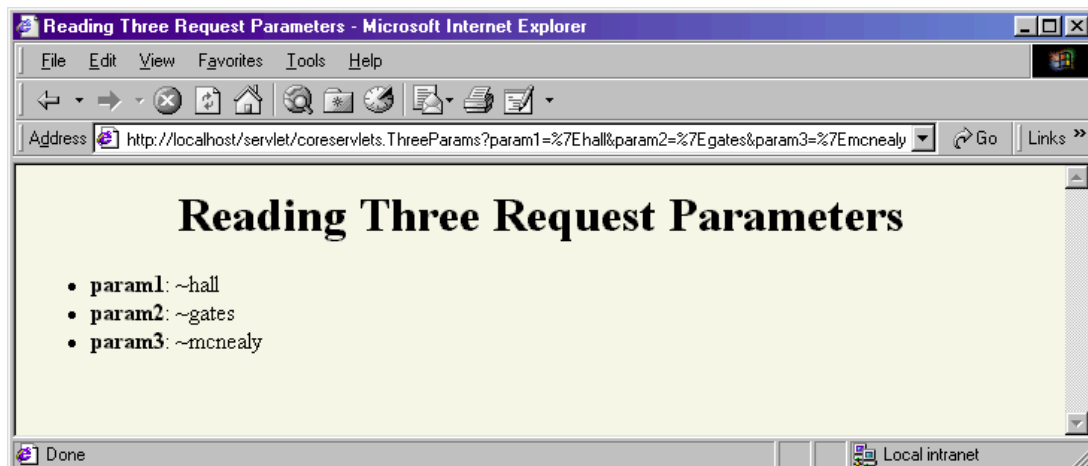 Reading Three Request Parameters - Microsoft Internet Explorer
File Edit View Favorites Tools Help
Address http://localhost/servlet/coreservlets.ThreeParams?param1=%7Ehall&param2=%7Egates&param3=%7Emcnealy Go Links »
Reading Three Request Parameters
• param1: ~hall
• param2: ~gates
• param3: ~mcnealy
Done Local intranet